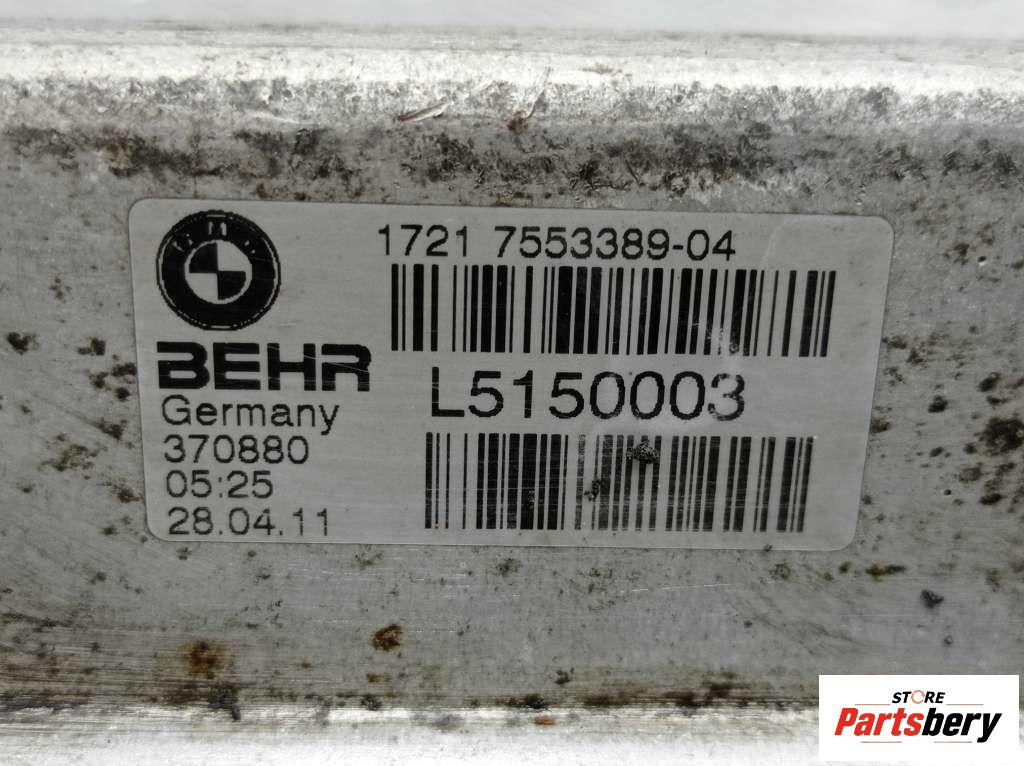 1721 7553389-04
BEHR
L5150003
Germany
370880
05:25
28.04.11
STORE
Partsbery